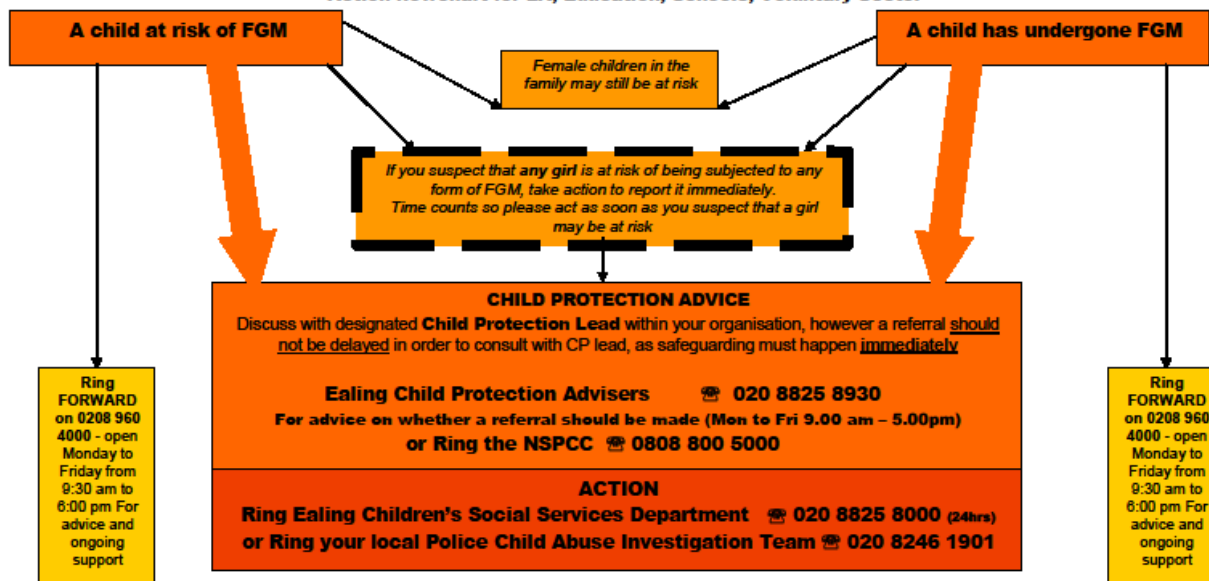 A child at risk of FGM
A child has undergone FGM
Female children in the
family may still be at risk
If you suspect that any girl is at risk of being subjected to any
form of FGM, take action to report it immediately.
Time counts so please act as soon as you suspect that a girl
may be at risk
CHILD PROTECTION ADVICE
Discuss with designated Child Protection Lead within your organisation, however a referral should
not be delayed in order to consult with CP lead, as safeguarding must happen immediately
Ealing Child Protection Advisers ☎ 020 8825 8930
For advice on whether a referral should be made (Mon to Fri 9.00 am – 5.00pm)
or Ring the NSPCC ☎ 0808 800 5000
ACTION
Ring Ealing Children's Social Services Department ☎ 020 8825 8000 (24hrs)
or Ring your local Police Child Abuse Investigation Team ☎ 020 8246 1901
Ring
FORWARD
on 0208 960
4000 - open
Monday to
Friday from
9:30 am to
6:00 pm For
advice and
ongoing
support
Ring
FORWARD
on 0208 960
4000 - open
Monday to
Friday from
9:30 am to
6:00 pm For
advice and
ongoing
support